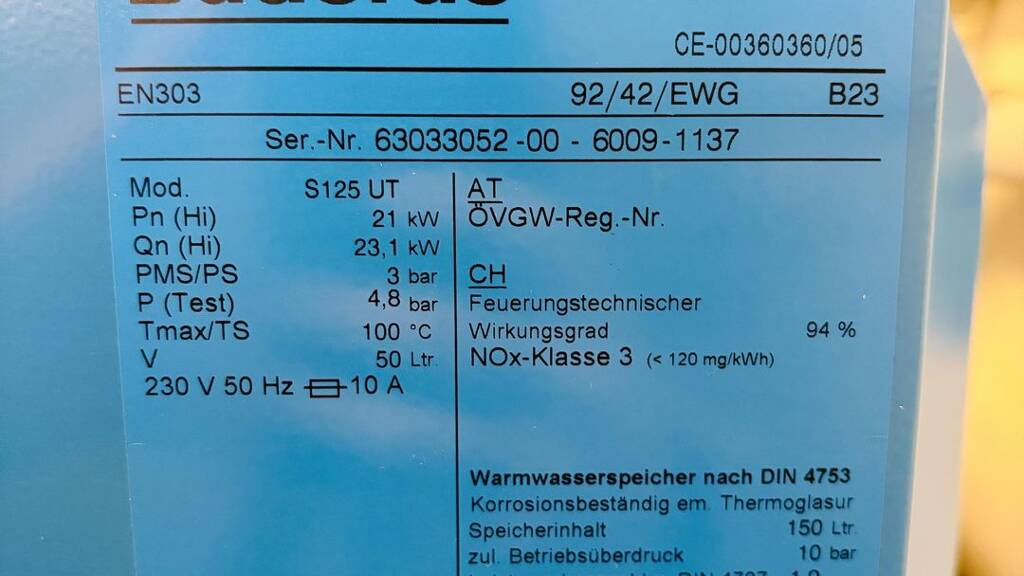 CE-00360360/05
EN303 92/42/EWG B23
Ser.-Nr. 63033052-00 - 6009-1137
Mod. S125 UT
Pn (Hi) 21 kW
Qn (Hi) 23,1 kW
PMS/PS 3 bar
P (Test) 4,8 bar
Tmax/TS 100 °C
V 50 Ltr.
230 V 50 Hz 10 A
AT
ÖVGW-Reg.-Nr.
CH
Feuerungstechnischer
Wirkungsgrad 94 %
NOx-Klasse 3 (< 120 mg/kWh)
Warmwasserspeicher nach DIN 4753
Korrosionsbeständig em. Thermoglasur
Speicherinhalt 150 Ltr.
zul. Betriebsüberdruck 10 bar